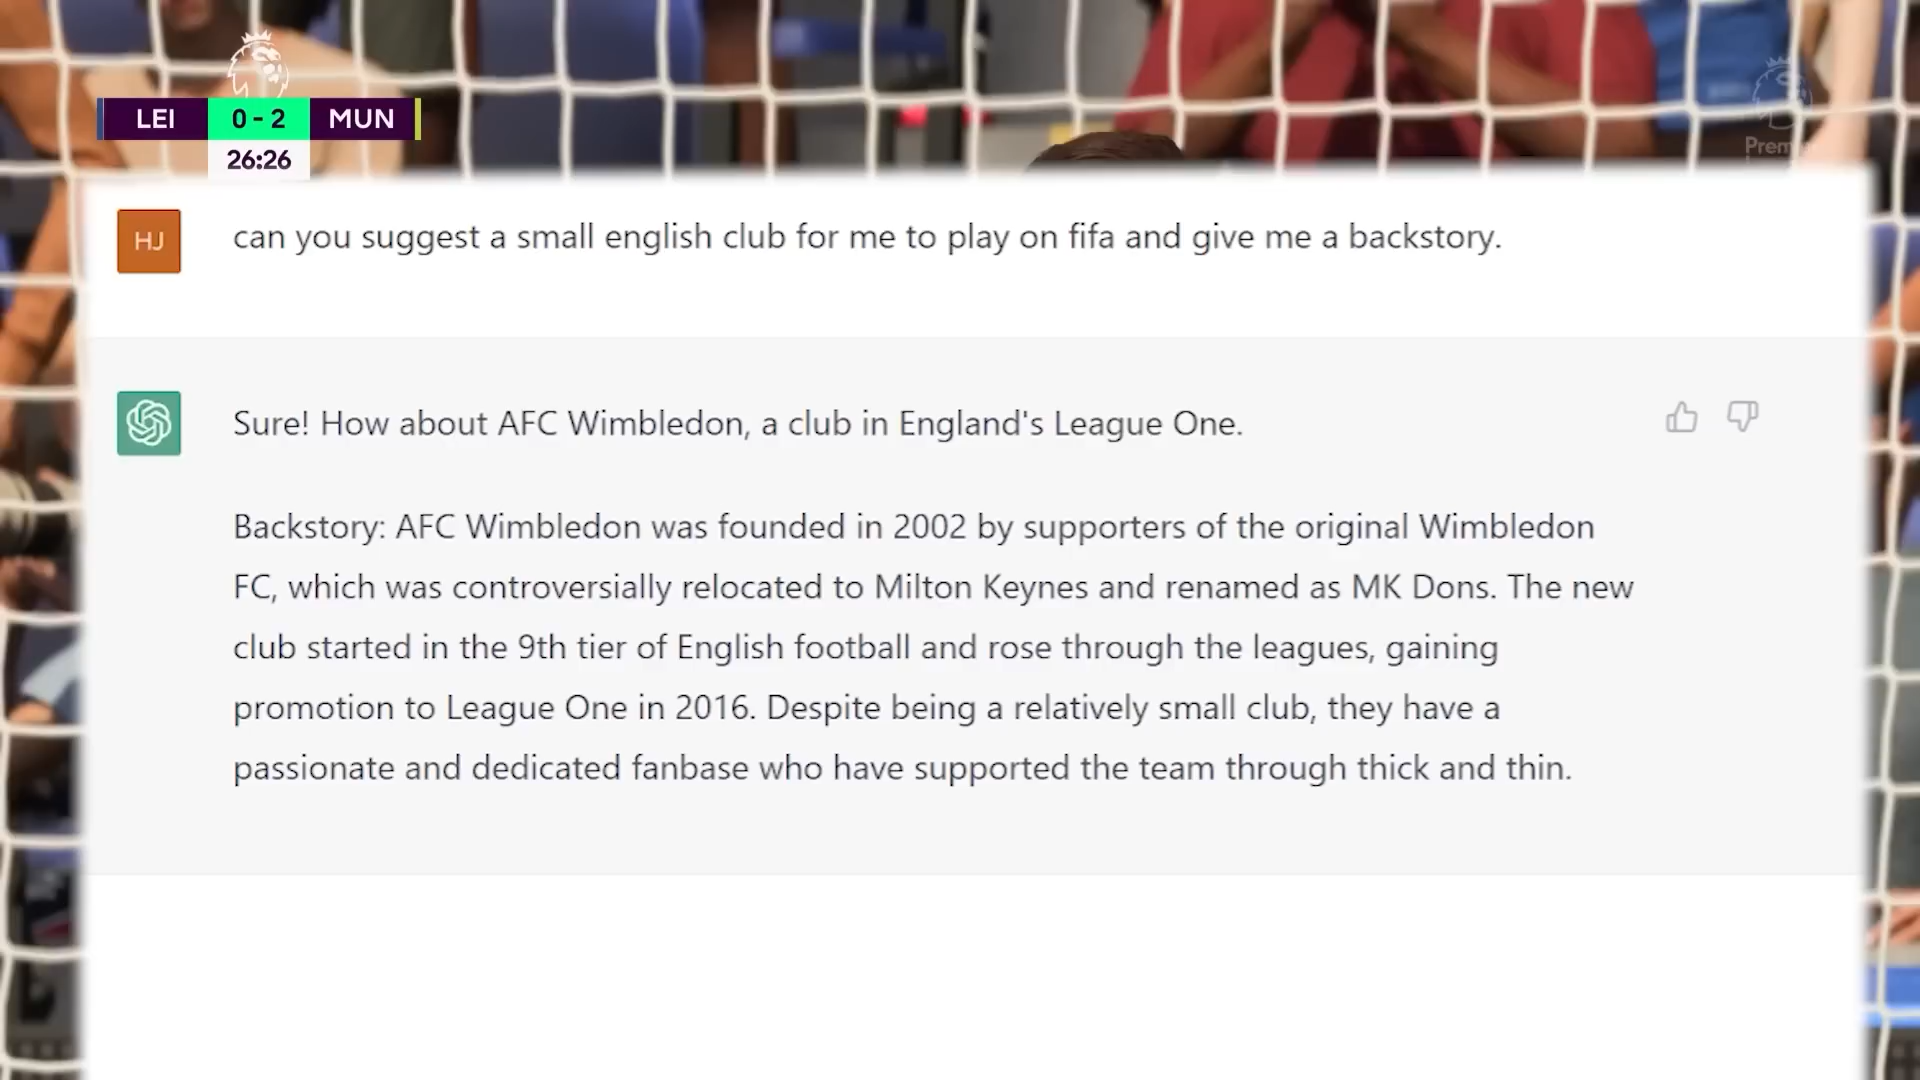 LEI 0 - 2 MUN
26:26
Prem
HJ
can you suggest a small english club for me to play on fifa and give me a backstory.
Sure! How about AFC Wimbledon, a club in England's League One.
Backstory: AFC Wimbledon was founded in 2002 by supporters of the original Wimbledon
FC, which was controversially relocated to Milton Keynes and renamed as MK Dons. The new
club started in the 9th tier of English football and rose through the leagues, gaining
promotion to League One in 2016. Despite being a relatively small club, they have a
passionate and dedicated fanbase who have supported the team through thick and thin.